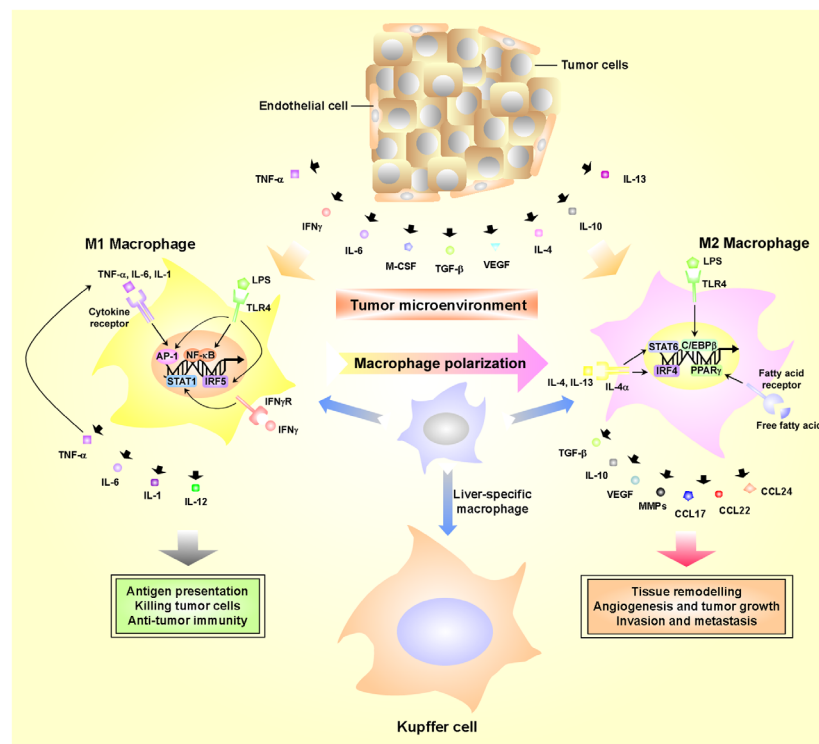 Tumor cells
Endothelial cell
TNF-α
IL-13
IFNγ
IL-10
IL-6
M-CSF
TGF-β
VEGF
IL-4
M1 Macrophage
M2 Macrophage
TNF-α, IL-6, IL-1
LPS
Cytokine
receptor
TLR4
LPS
TLR4
Tumor microenvironment
AP-1
NF-κB
STAT1
IRF5
IFNγR
IFNγ
Macrophage polarization
STAT6
C/EBPβ
IRF4
PPARγ
IL-4, IL-13
IL-4α
Fatty acid
receptor
Free fatty acid
TNF-α
IL-6
IL-1
IL-12
Liver-specific
macrophage
TGF-β
IL-10
VEGF
MMPs
CCL17
CCL22
CCL24
Antigen presentation
Killing tumor cells
Anti-tumor immunity
Tissue remodelling
Angiogenesis and tumor growth
Invasion and metastasis
Kupffer cell